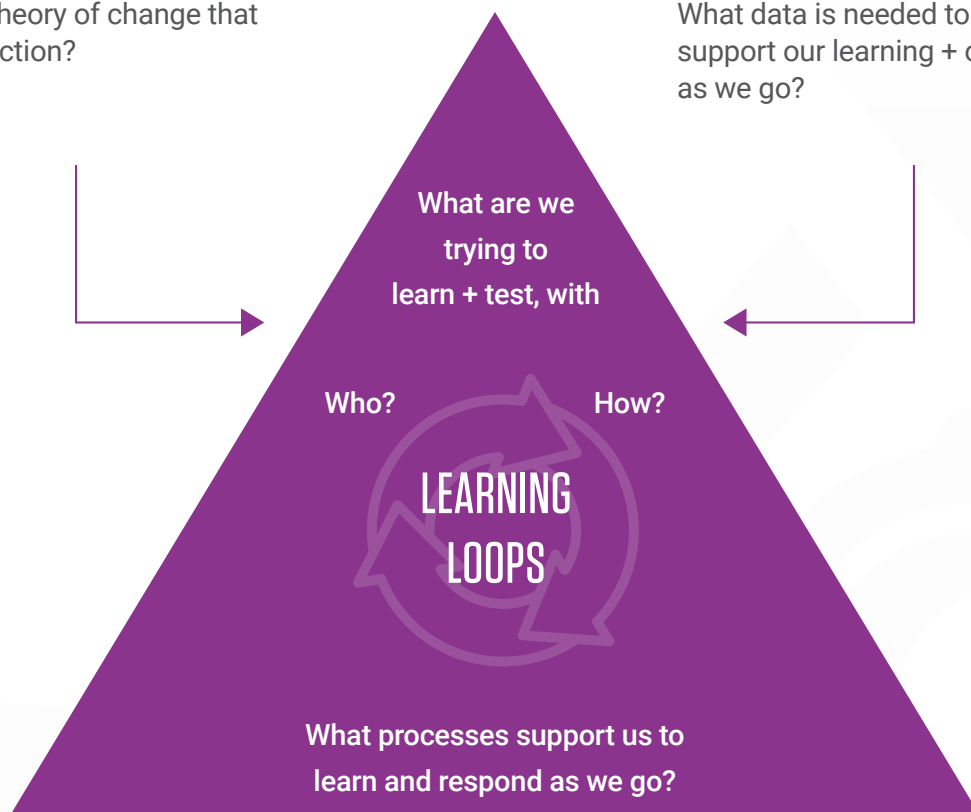 heory of change that
ction?
What data is needed to
support our learning +
as we go?
What are we
trying to
learn + test, with
Who?
How?
LEARNING
LOOPS
What processes support us to
learn and respond as we go?